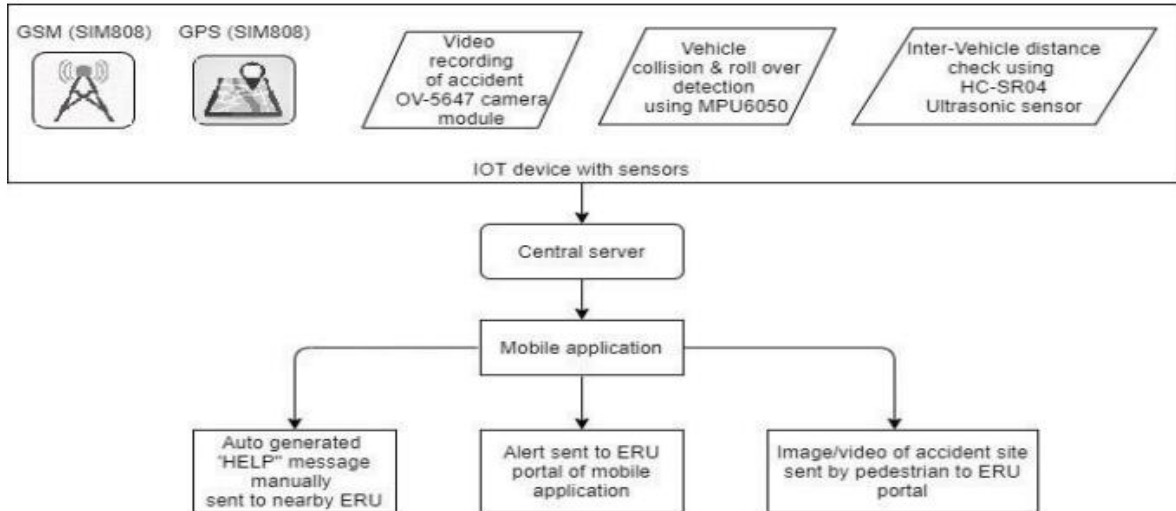 GSM (SIM808)
GPS (SIM808)
Video
recording
of accident
OV-5647 camera
module
Vehicle
collision & roll over
detection
using MPU6050
Inter-Vehicle distance
check using
HC-SR04
Ultrasonic sensor
IOT device with sensors
Central server
Mobile application
Auto generated
"HELP" message
manually
sent to nearby ERU
Alert sent to ERU
portal of mobile
application
Image/video of accident site
sent by pedestrian to ERU
portal